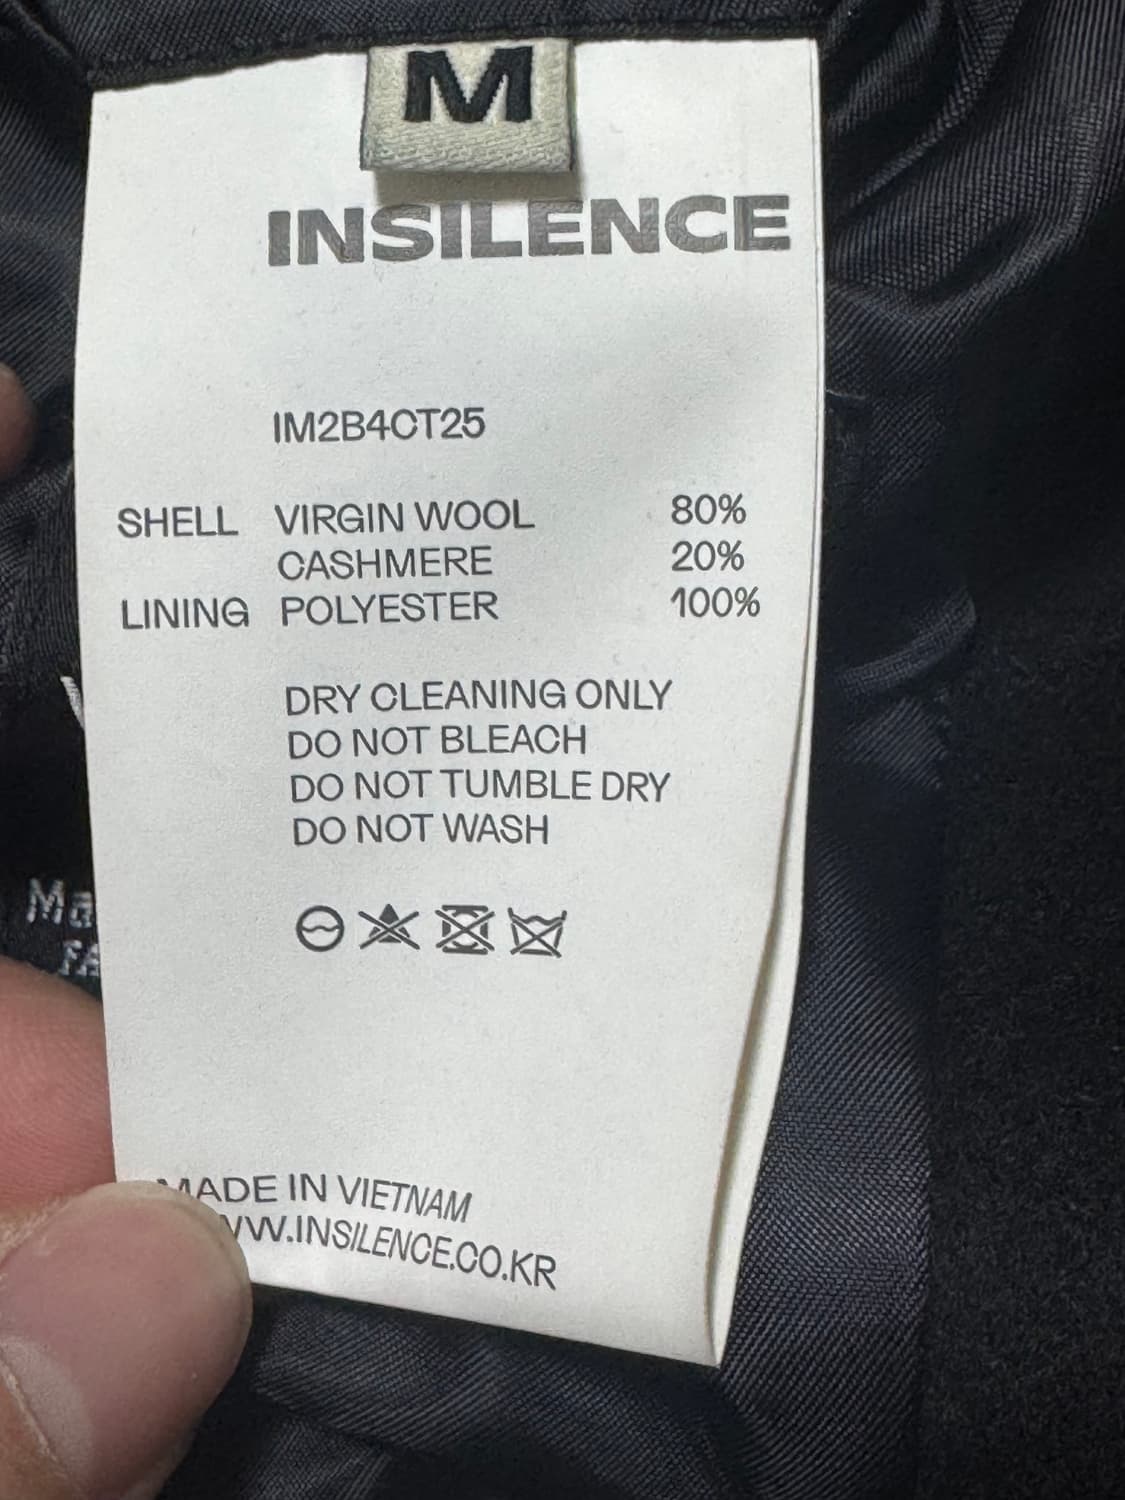 M
INSILENCE
IM2B4CT25
SHELL VIRGIN WOOL 80%
CASHMERE 20%
LINING POLYESTER 100%
DRY CLEANING ONLY
DO NOT BLEACH
DO NOT TUMBLE DRY
DO NOT WASH
MADE IN VIETNAM
WW.INSILENCE.CO.KR